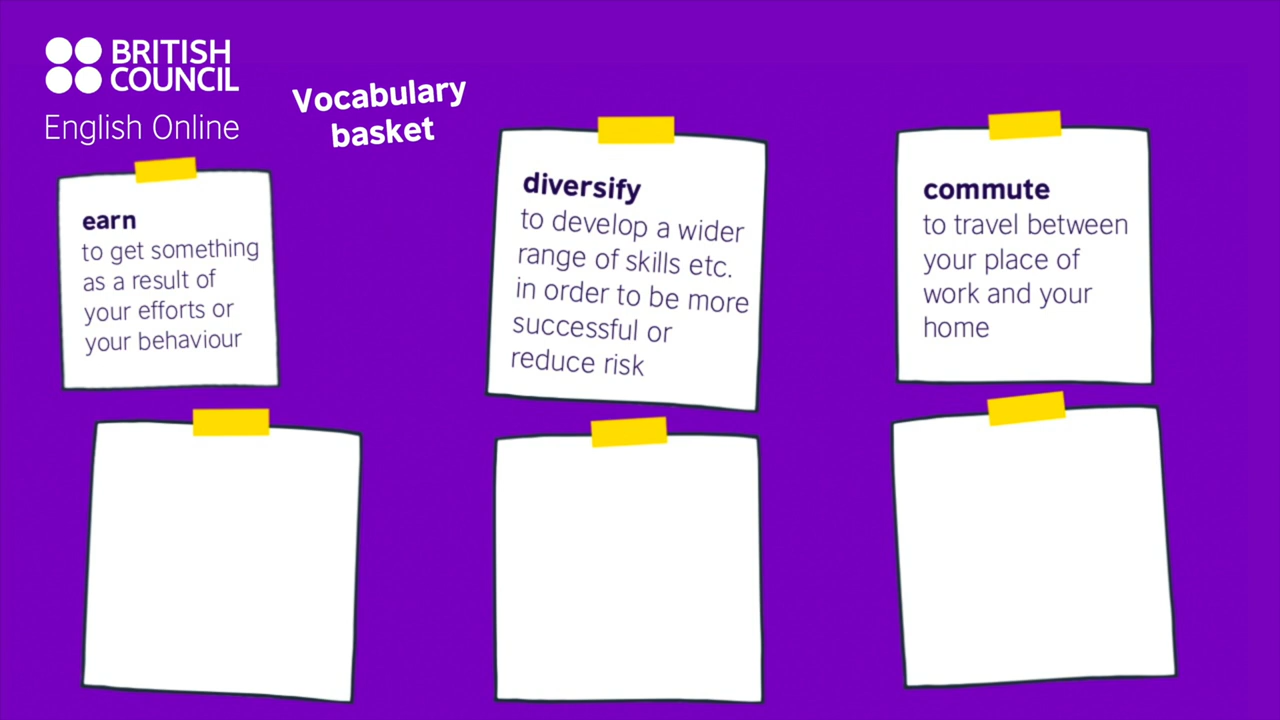 BRITISH
COUNCIL
English Online
Vocabulary
basket
earn
to get something
as a result of
your efforts or
your behaviour
diversify
to develop a wider
range of skills etc.
in order to be more
successful or
reduce risk
commute
to travel between
your place of
work and your
home